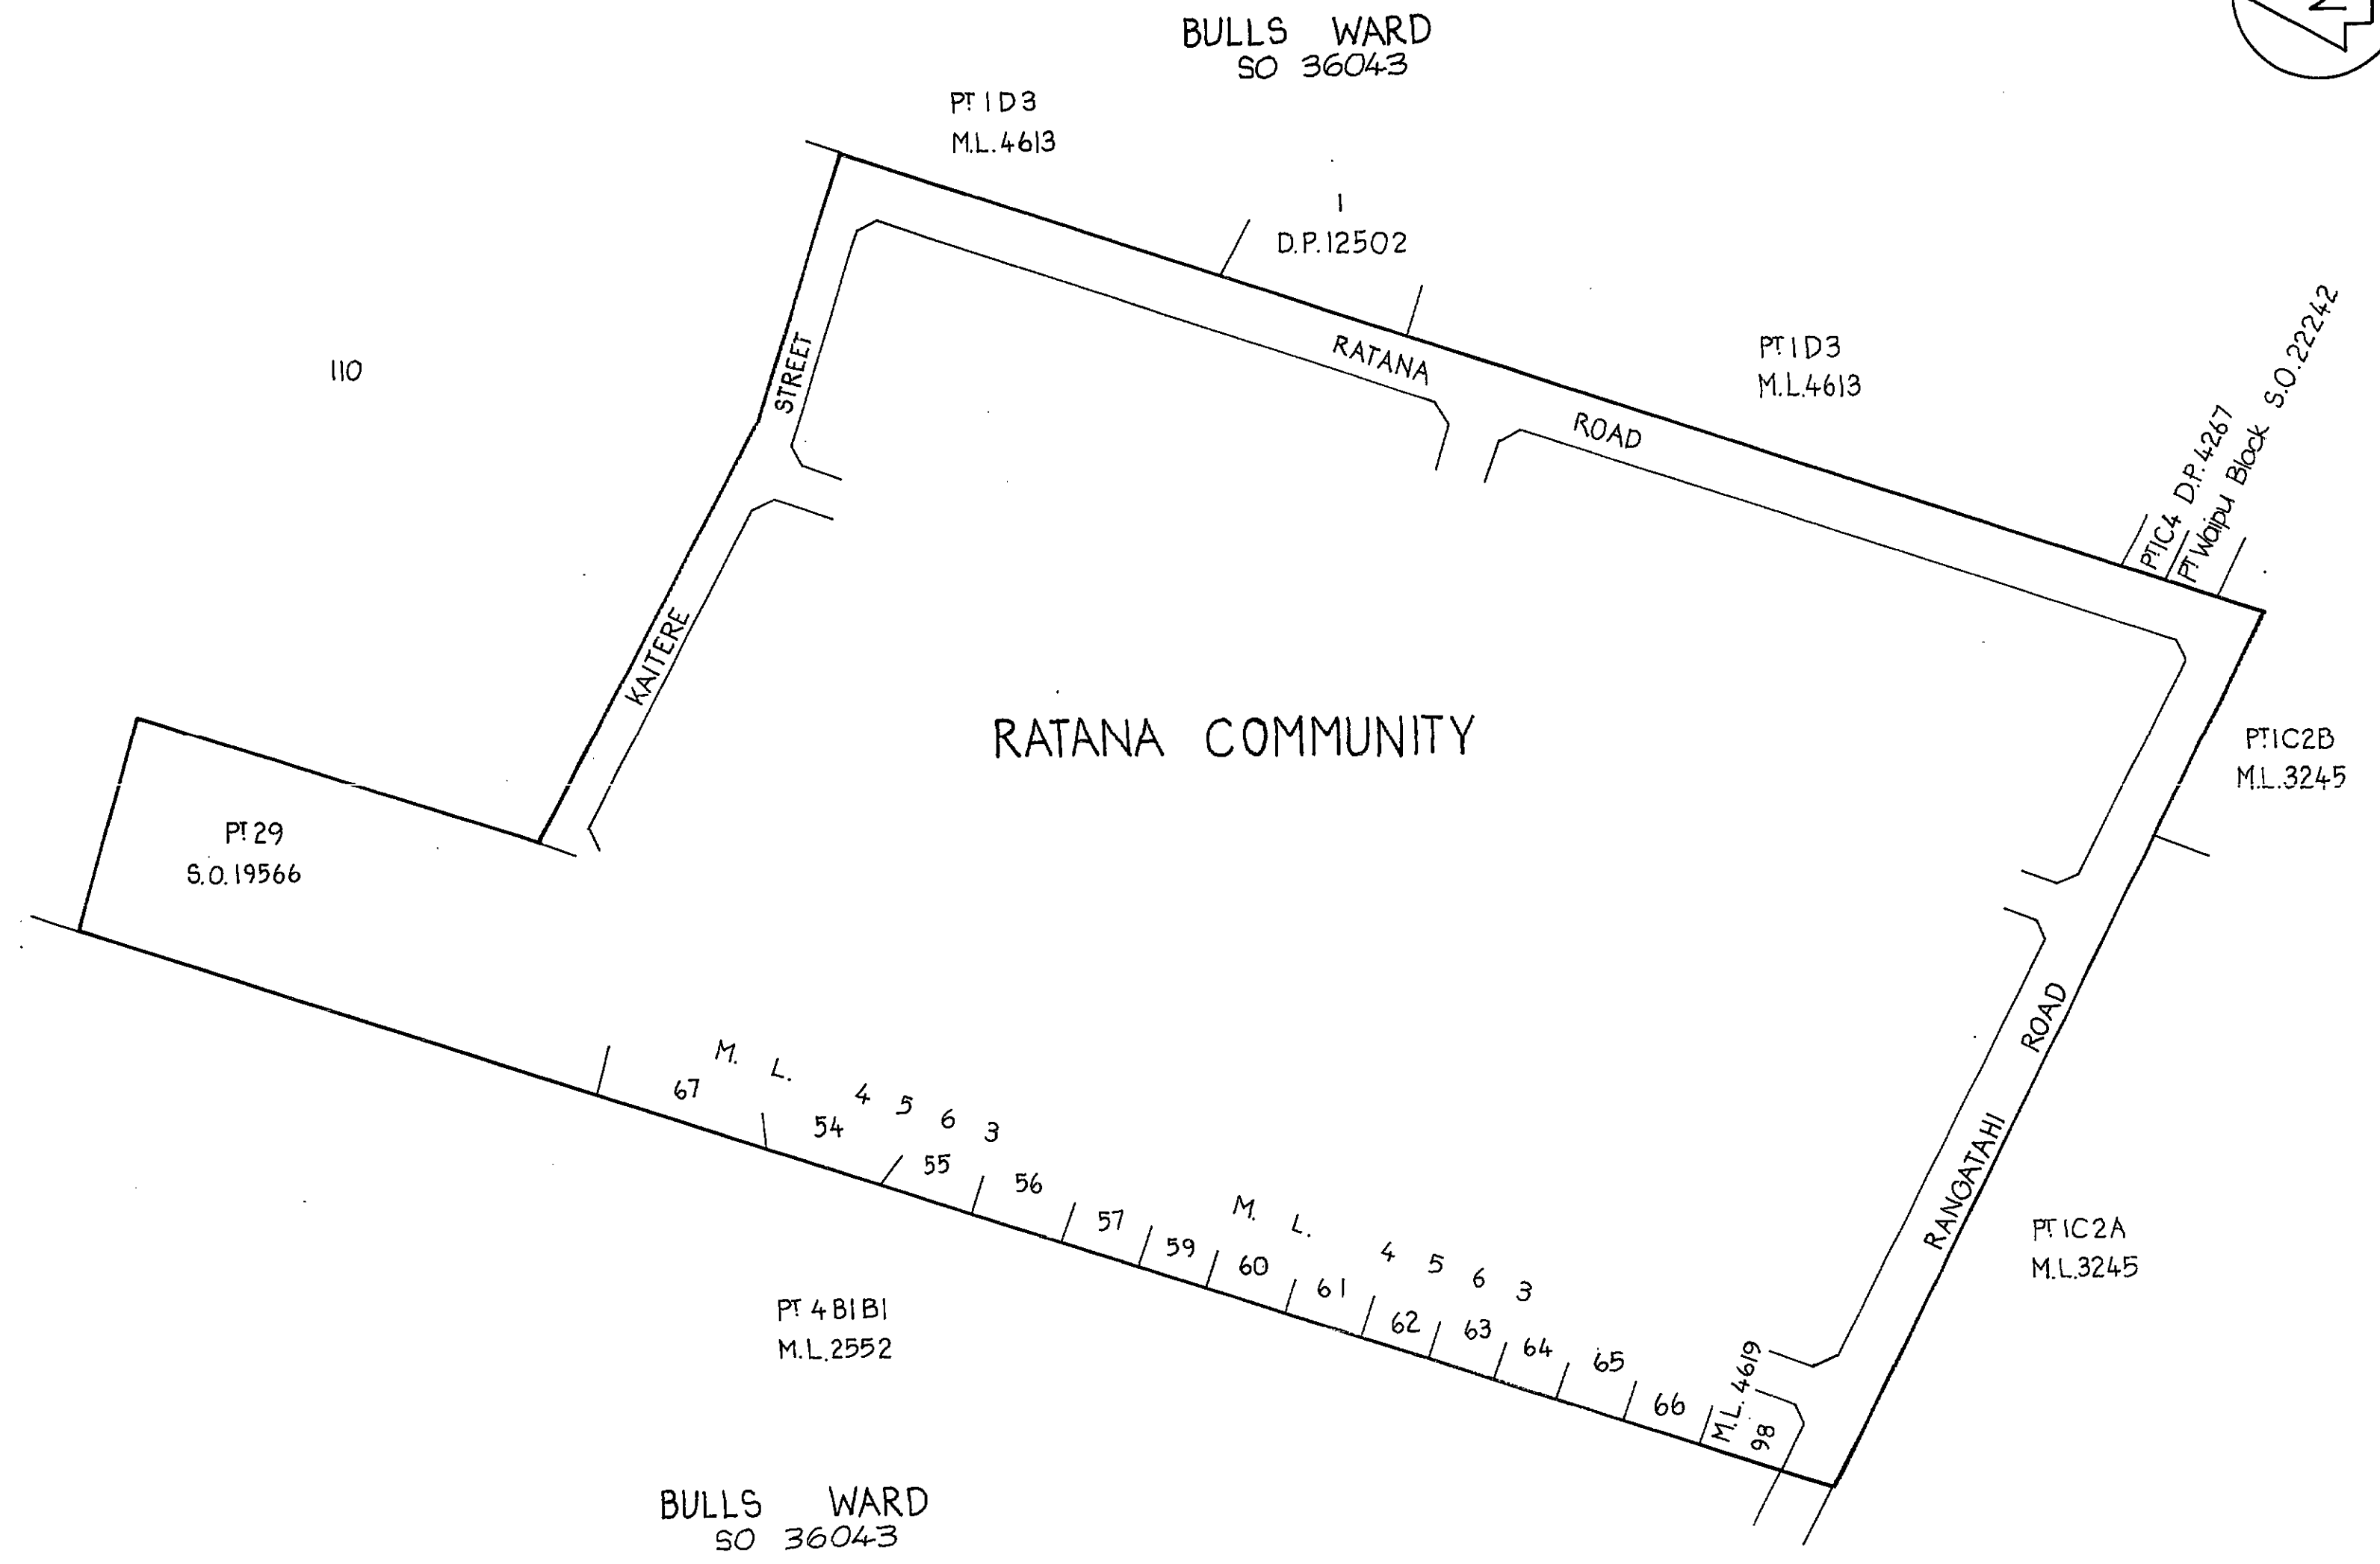 BULLS WARD
SO 36043
N
PT 1D3
M.L. 4613
1
D.P. 12502
RATANA ROAD
PT 1D3
M.L. 4613
PT 1C4 D.P. 4267
PT Waipu Block S.O. 22242
110
KAITERE STREET
RATANA COMMUNITY
PT 1C2B
M.L. 3245
PT 29
S.O. 19566
RANGATAHI ROAD
M. L. 4 5 6 3
67
54
55
56
57
59
60
61
62
63
64
65
66
M. L. 4 5 6 3
M.L. 4619
98
PT 1C2A
M.L. 3245
PT 4B1B1
M.L. 2552
BULLS WARD
SO 36043